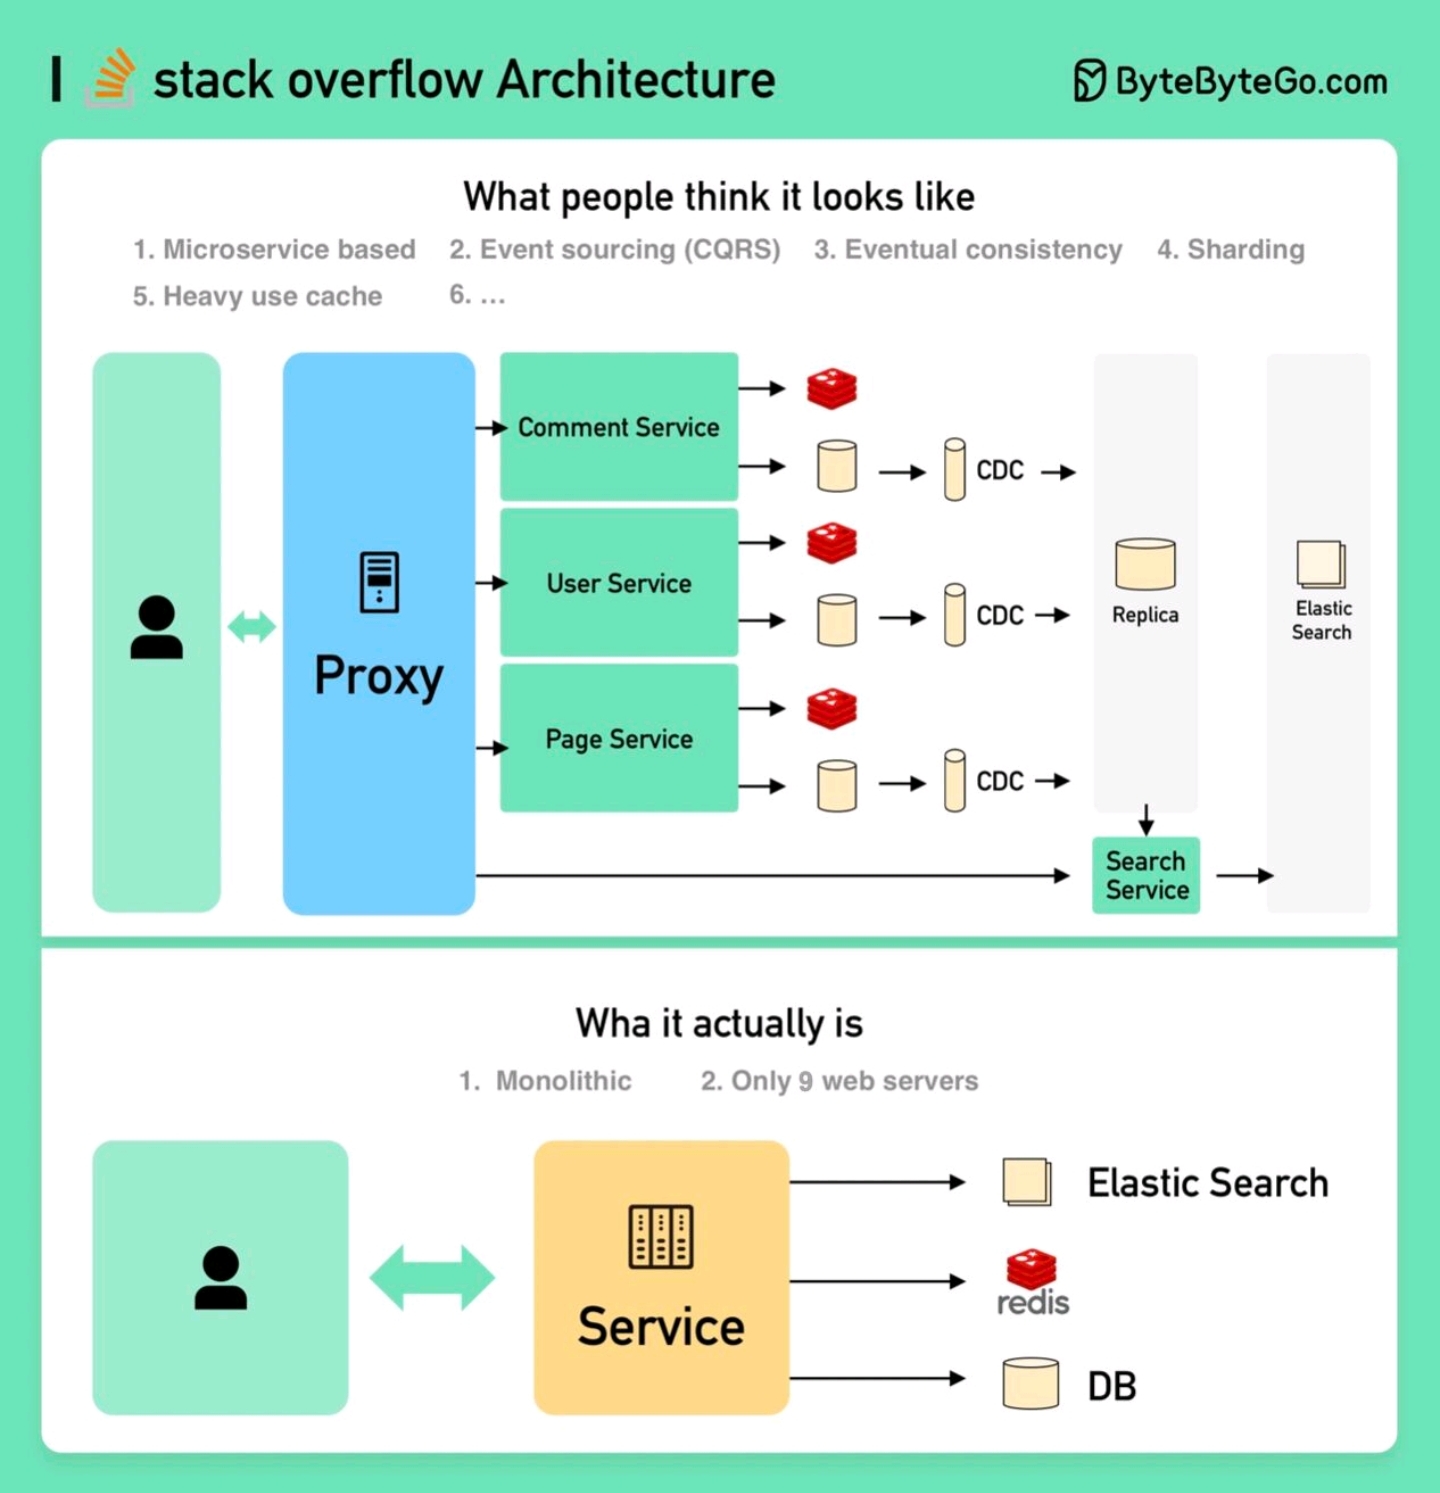 stack overflow Architecture
ByteByteGo.com
What people think it looks like
1. Microservice based 2. Event sourcing (CQRS) 3. Eventual consistency 4. Sharding
5. Heavy use cache 6. ...
Proxy
Comment Service
CDC
User Service
CDC
Page Service
CDC
Replica
Elastic
Search
Search
Service
Wha it actually is
1. Monolithic 2. Only 9 web servers
Service
Elastic Search
redis
DB